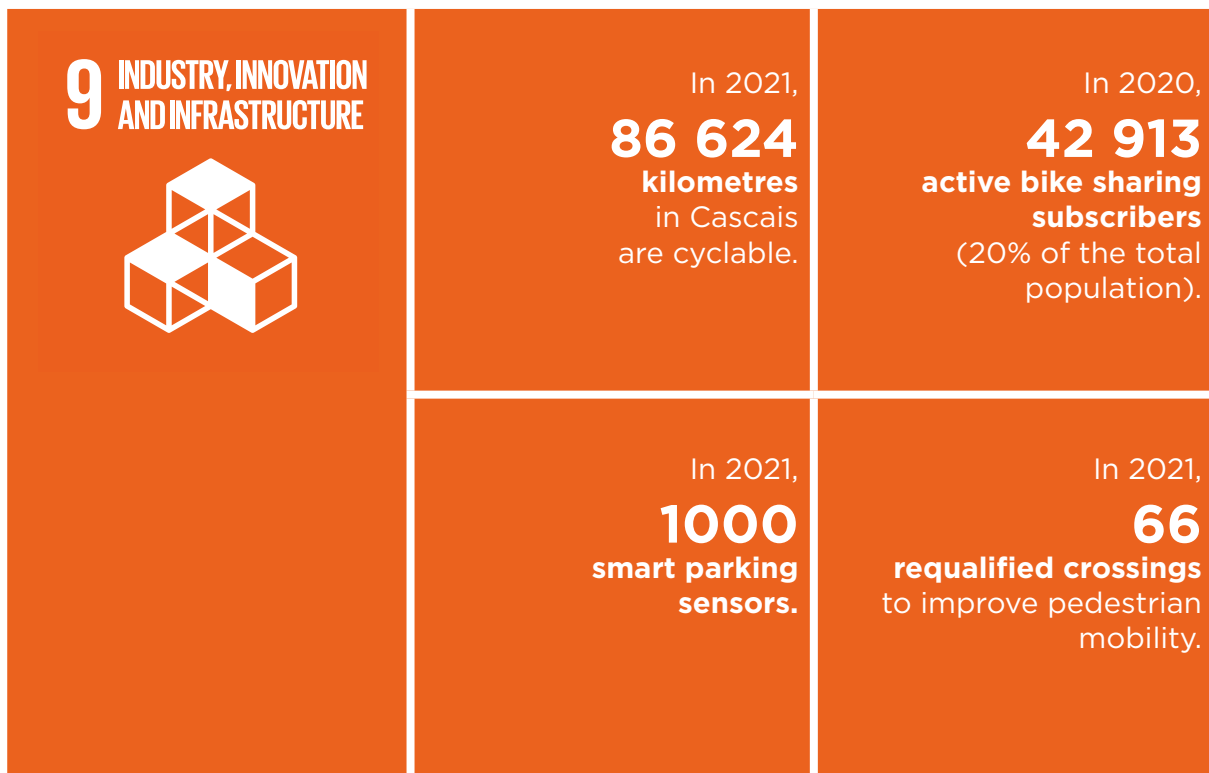 9 INDUSTRY, INNOVATION
AND INFRASTRUCTURE
In 2021,
86 624
kilometres
in Cascais
are cyclable.
In 2020,
42 913
active bike sharing
subscribers
(20% of the total
population).
In 2021,
1000
smart parking
sensors.
In 2021,
66
requalified crossings
to improve pedestrian
mobility.